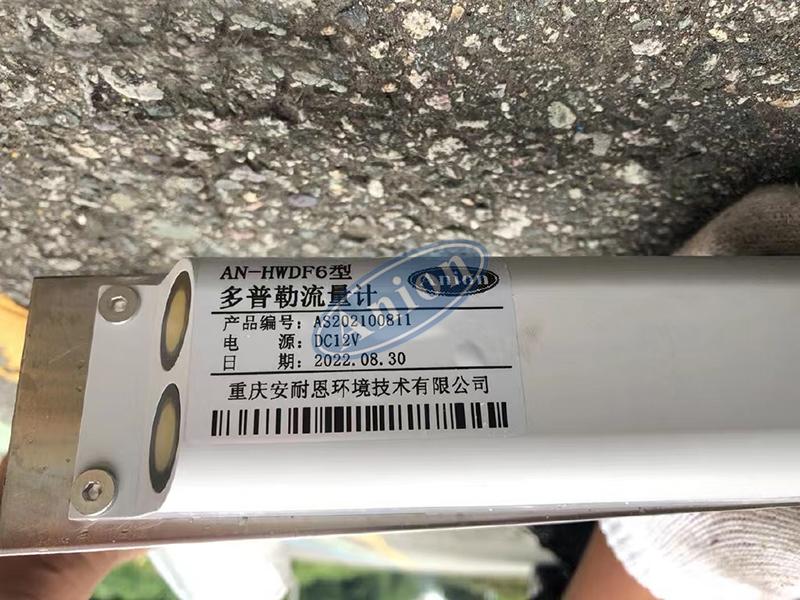 AN-HWDF6型
Anion
多普勒流量计
Anion
产品编号：AS202100811
电　　源：DC12V
日　　期：2022.08.30
重庆安耐恩环境技术有限公司